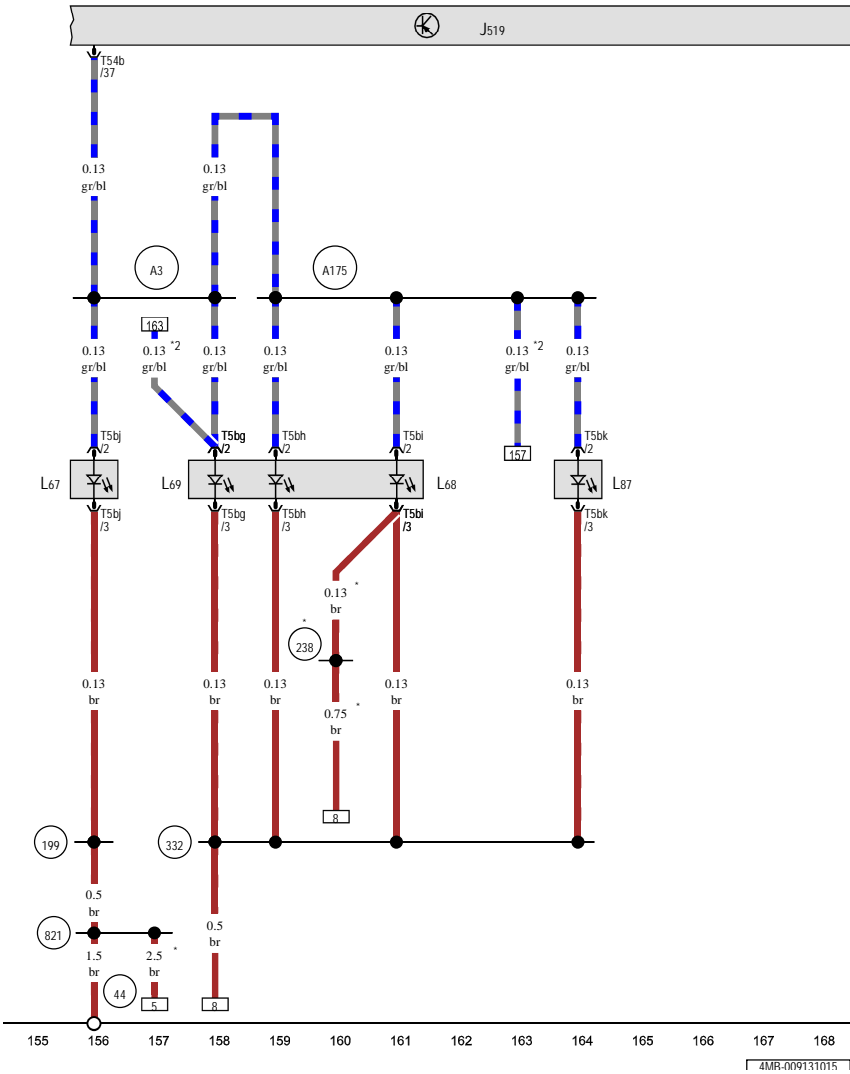 J519
T54b
/37
0.13
gr/bl
0.13
gr/bl
A3
A175
163
0.13 *2
gr/bl
0.13
gr/bl
0.13
gr/bl
0.13
gr/bl
0.13
gr/bl
0.13 *2
gr/bl
0.13
gr/bl
T5bj
/2
T5bg
/2
T5bh
/2
T5bi
/2
157
T5bk
/2
L67
L69
L68
L87
T5bj
/3
T5bg
/3
T5bh
/3
T5bi
/3
T5bk
/3
0.13 *
br
*
238
0.13
br
0.13
br
0.13
br
0.13
br
0.13
br
0.75 *
br
8
199
332
0.5
br
821
0.5
br
1.5
br
2.5 *
br
44
5
8
155 156 157 158 159 160 161 162 163 164 165 166 167 168
4MB-009131015